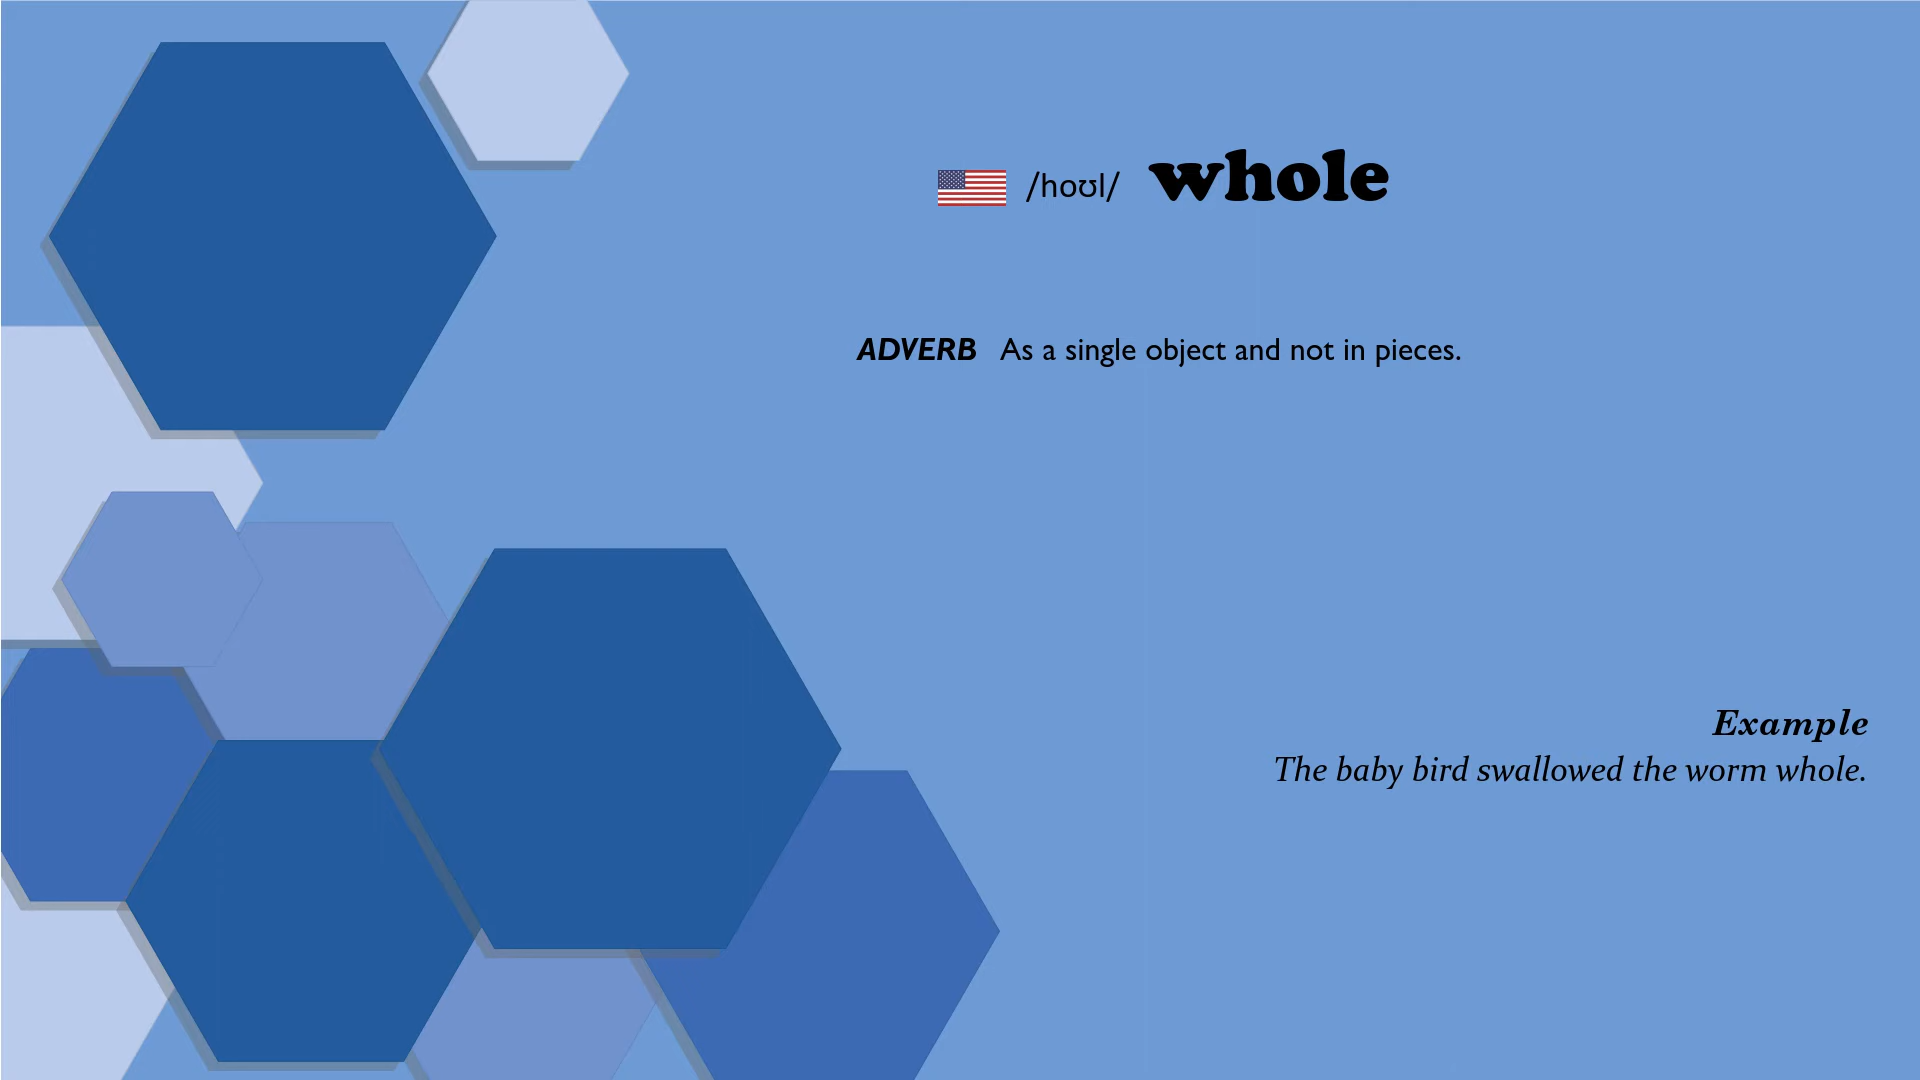 /hoʊl/ whole
ADVERB As a single object and not in pieces.
Example
The baby bird swallowed the worm whole.